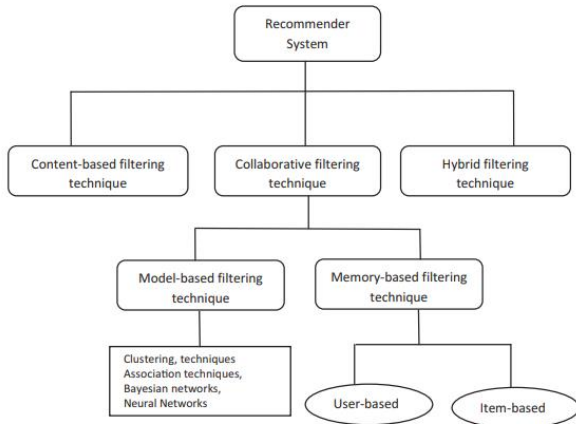 Recommender
System
Content-based filtering
technique
Collaborative filtering
technique
Hybrid filtering
technique
Model-based filtering
technique
Memory-based filtering
technique
Clustering, techniques
Association techniques,
Bayesian networks,
Neural Networks
User-based
Item-based